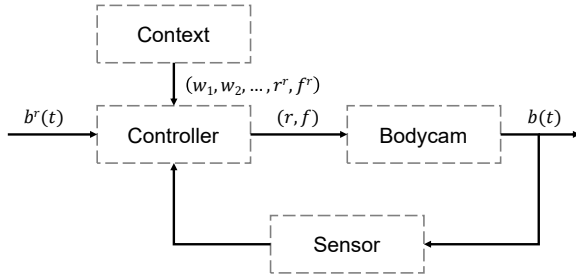 Context
(w₁, w₂, ..., rʳ, fʳ)
bʳ(t)
Controller
(r, f)
Bodycam
b(t)
Sensor